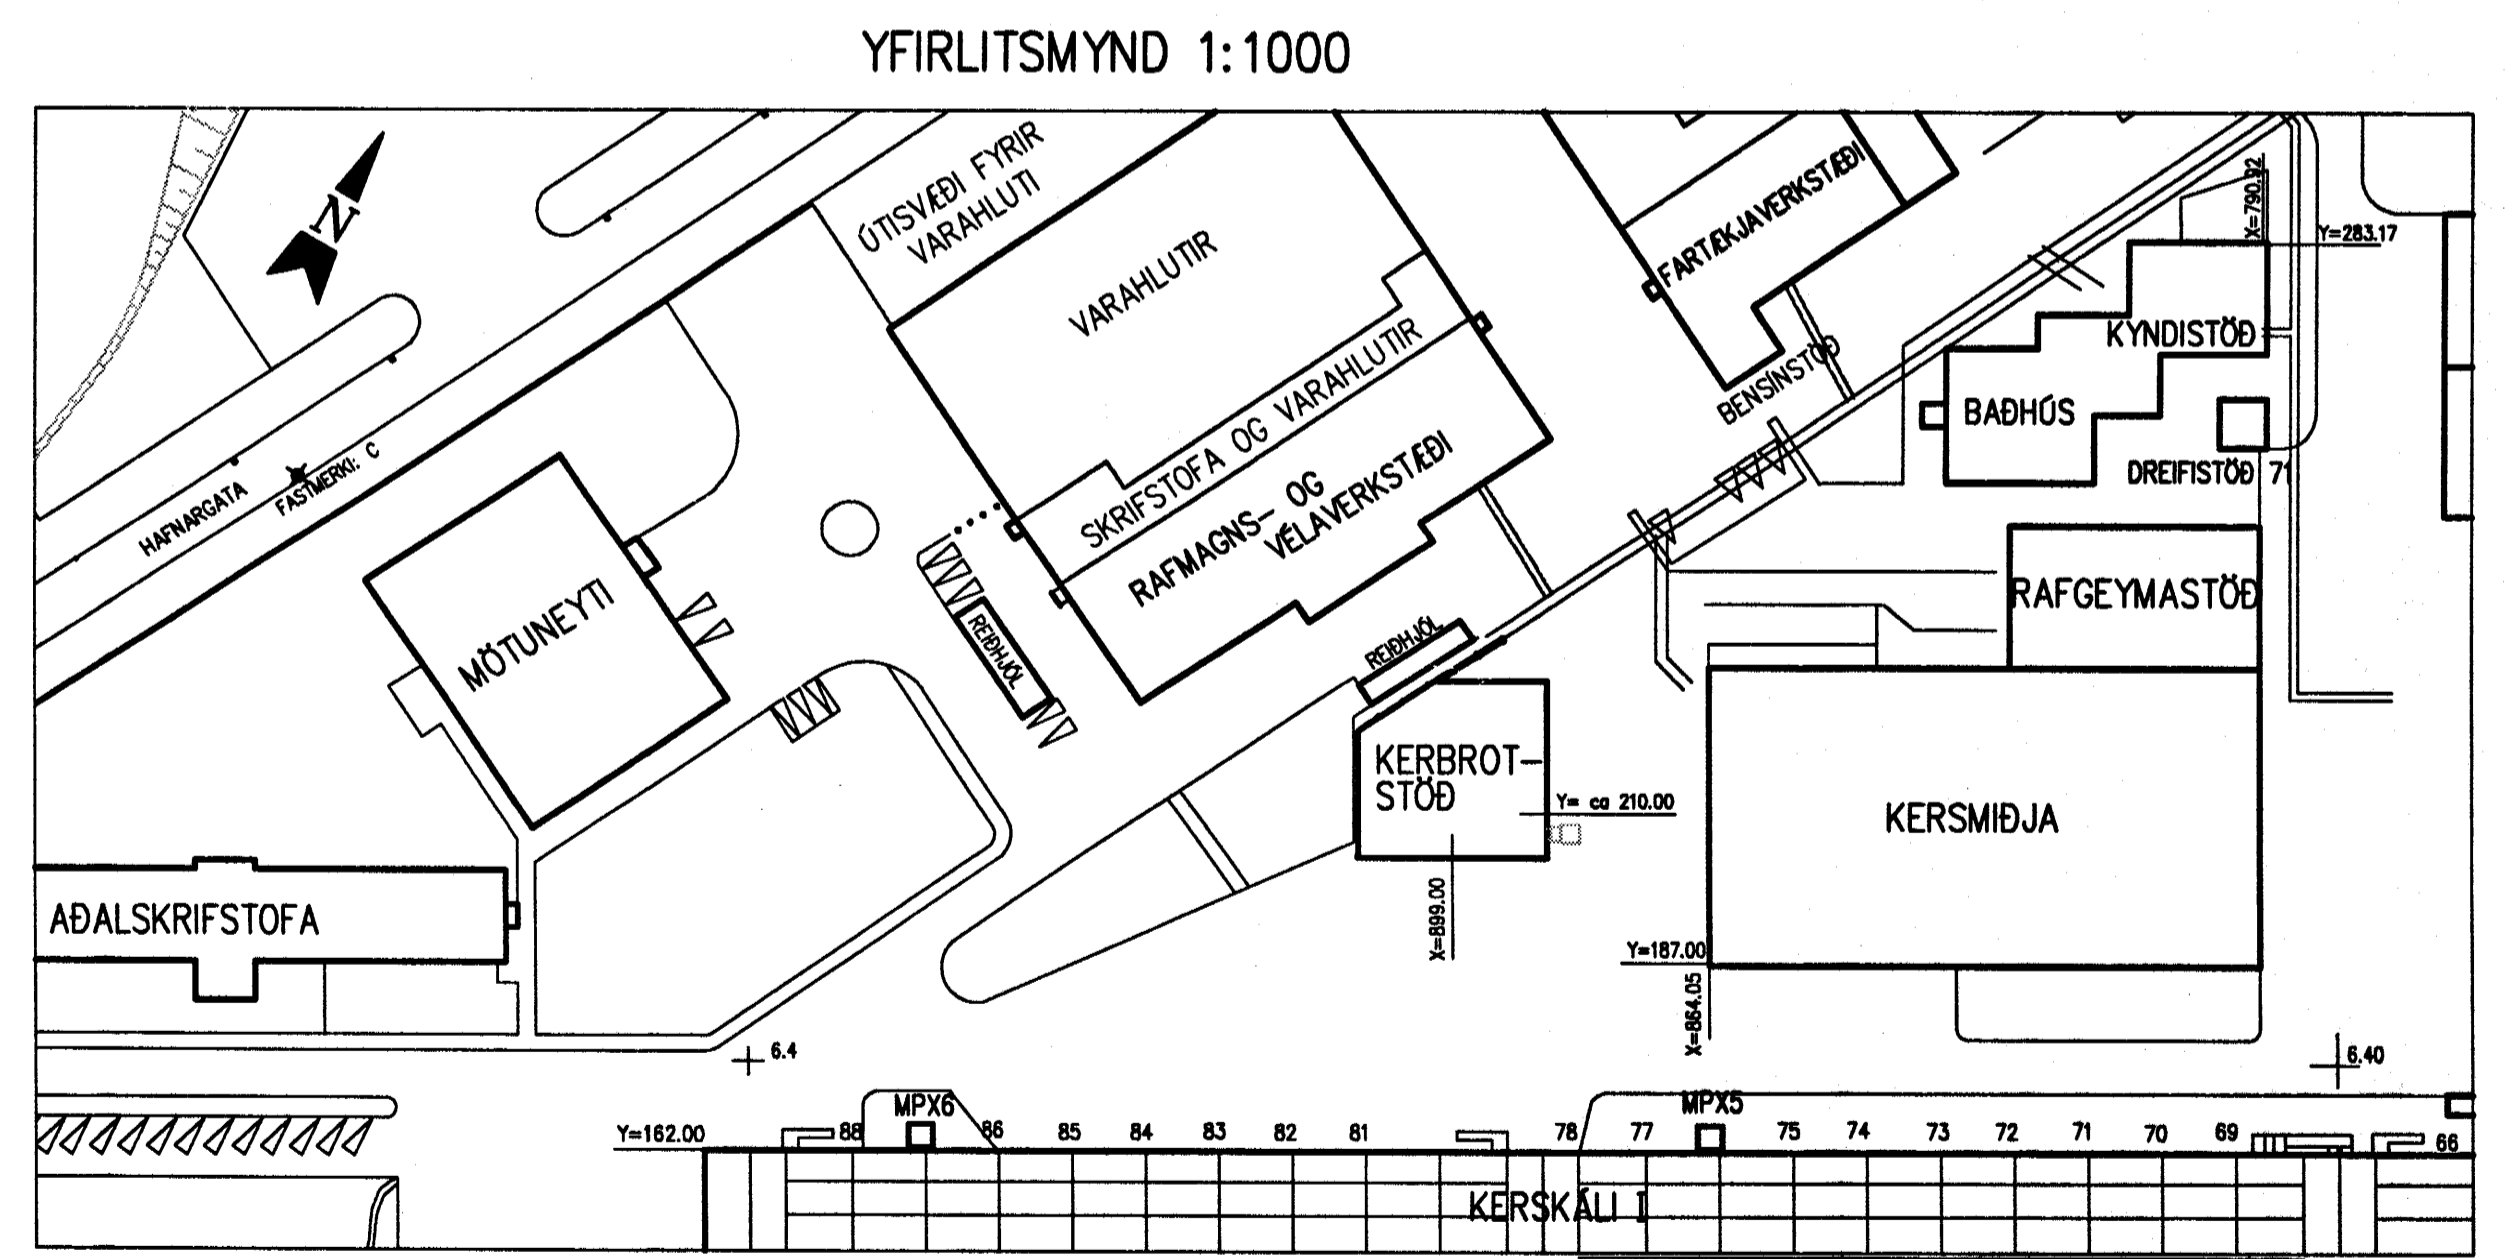 YFIRLITSMYND 1:1000
N
ÚTISVÆÐI FYRIR
VARAHLUTI
VARAHLUTIR
FARTÆKJAVERKSTÆÐI
X=790.92
Y=283.17
KYNDISTÖÐ
BAÐHÚS
DREIFISTÖÐ 71
BENSÍNSTÖÐ
SKRIFSTOFA OG VARAHLUTIR
RAFMAGNS- OG
VÉLAVERKSTÆÐI
HAFNARGATA
FASTMERKI: C
MÖTUNEYTI
REIÐHJÓL
REIÐHJÓL
RAFGEYMASTÖÐ
KERBROT-
STÖÐ
Y= ca 210.00
X=899.00
KERSMIÐJA
Y=187.00
X=864.05
AÐALSKRIFSTOFA
6.4
6.40
MPX6
MPX5
Y=162.00
88 86 85 84 83 82 81 78 77 75 74 73 72 71 70 69 66
KERSKÁLI I